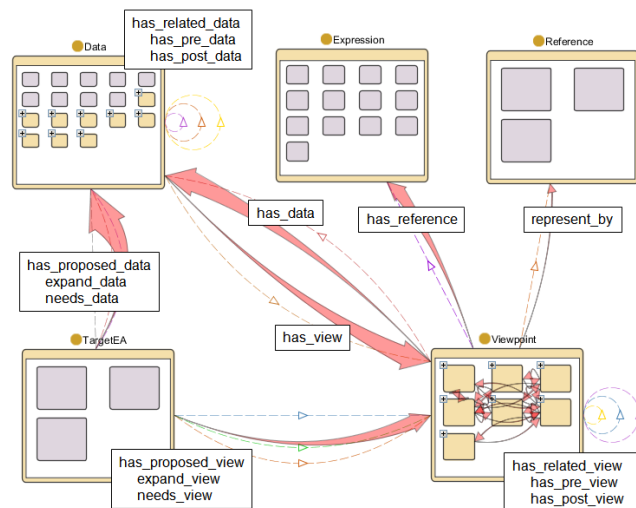 Data
has_related_data
has_pre_data
has_post_data
Expression
Reference
has_data
has_reference
represent_by
has_proposed_data
expand_data
needs_data
has_view
TargetEA
Viewpoint
has_proposed_view
expand_view
needs_view
has_related_view
has_pre_view
has_post_view